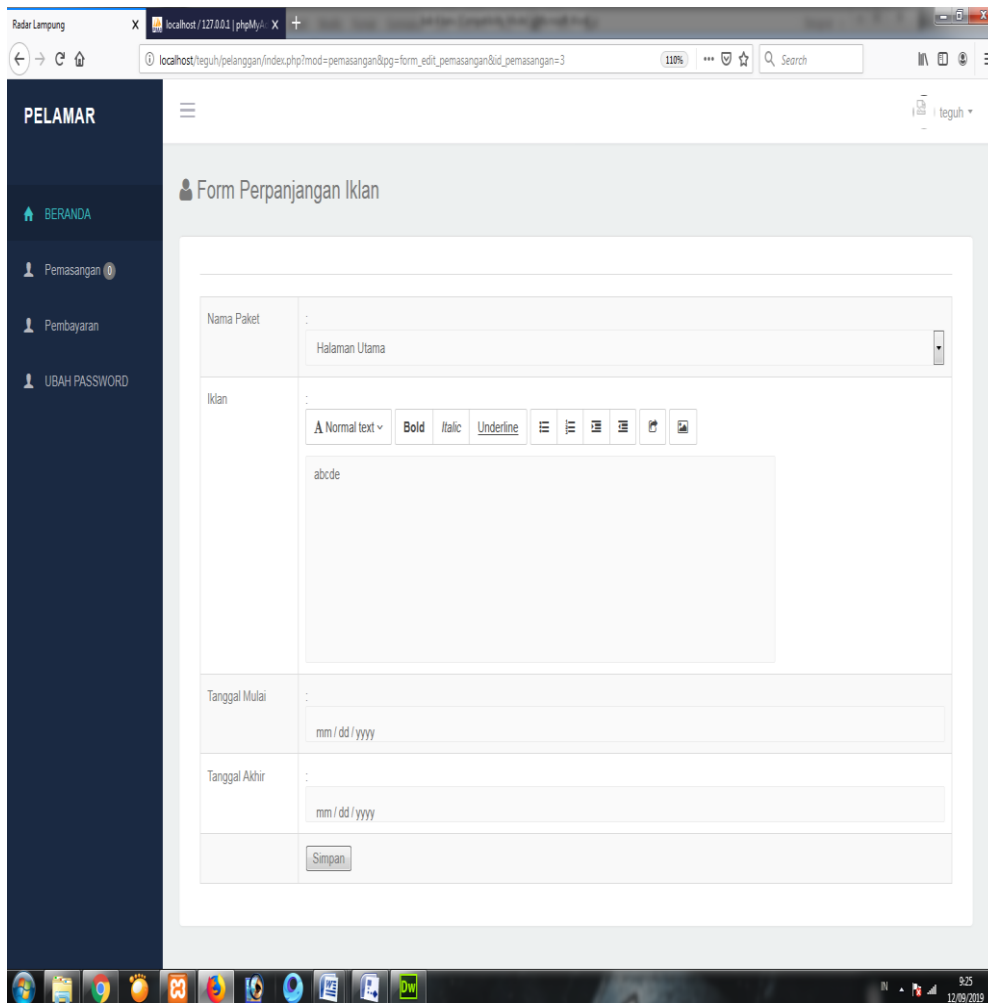 Radar Lampung X localhost / 127.0.0.1 | phpMyA X +
localhost/teguh/pelanggan/index.php?mod=pemasangan&pg=form_edit_pemasangan&id_pemasangan=3 110% Search
PELAMAR
teguh
Form Perpanjangan Iklan
BERANDA
Pemasangan 0
Pembayaran
UBAH PASSWORD
Nama Paket :
Halaman Utama
Iklan :
A Normal text Bold Italic Underline
abcde
Tanggal Mulai :
mm / dd / yyyy
Tanggal Akhir :
mm / dd / yyyy
Simpan
Dw
IN
9:25
12/09/2019